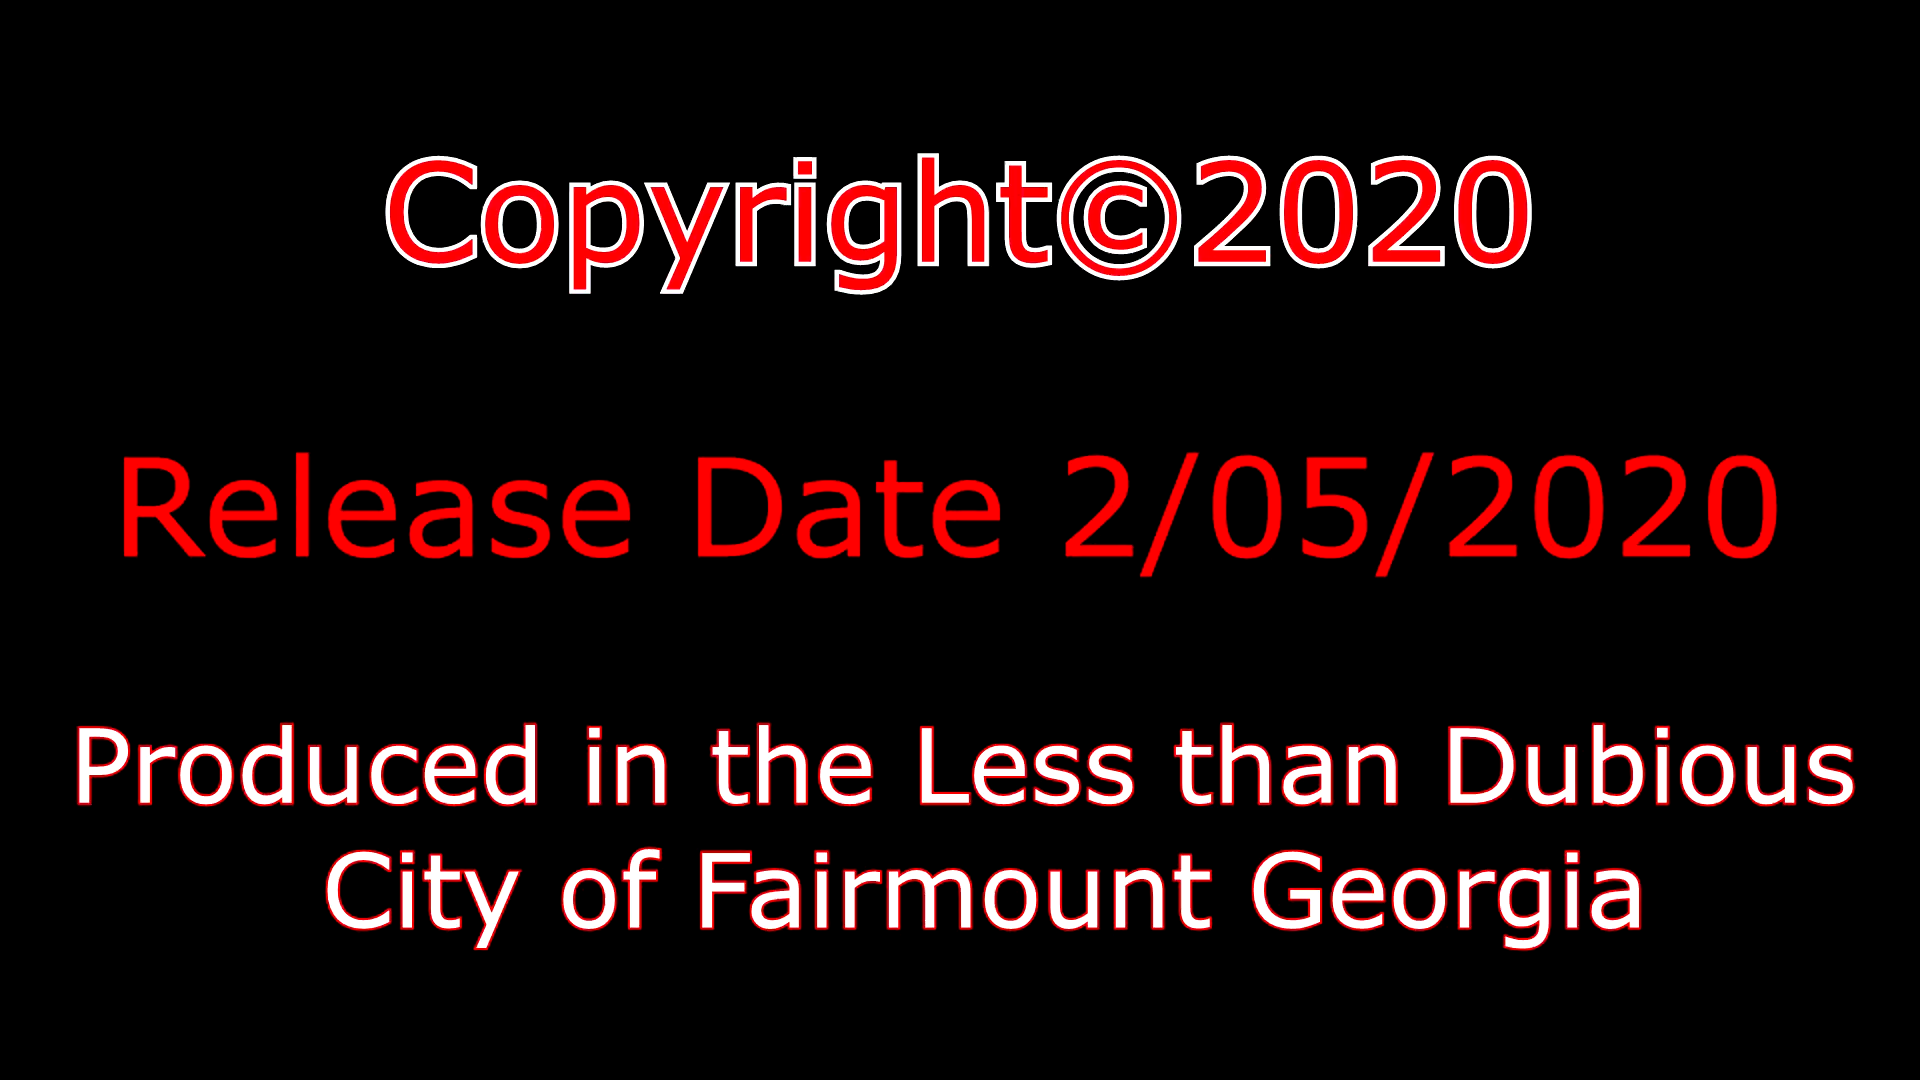 Copyright©2020
Release Date 2/05/2020
Produced in the Less than Dubious
City of Fairmount Georgia